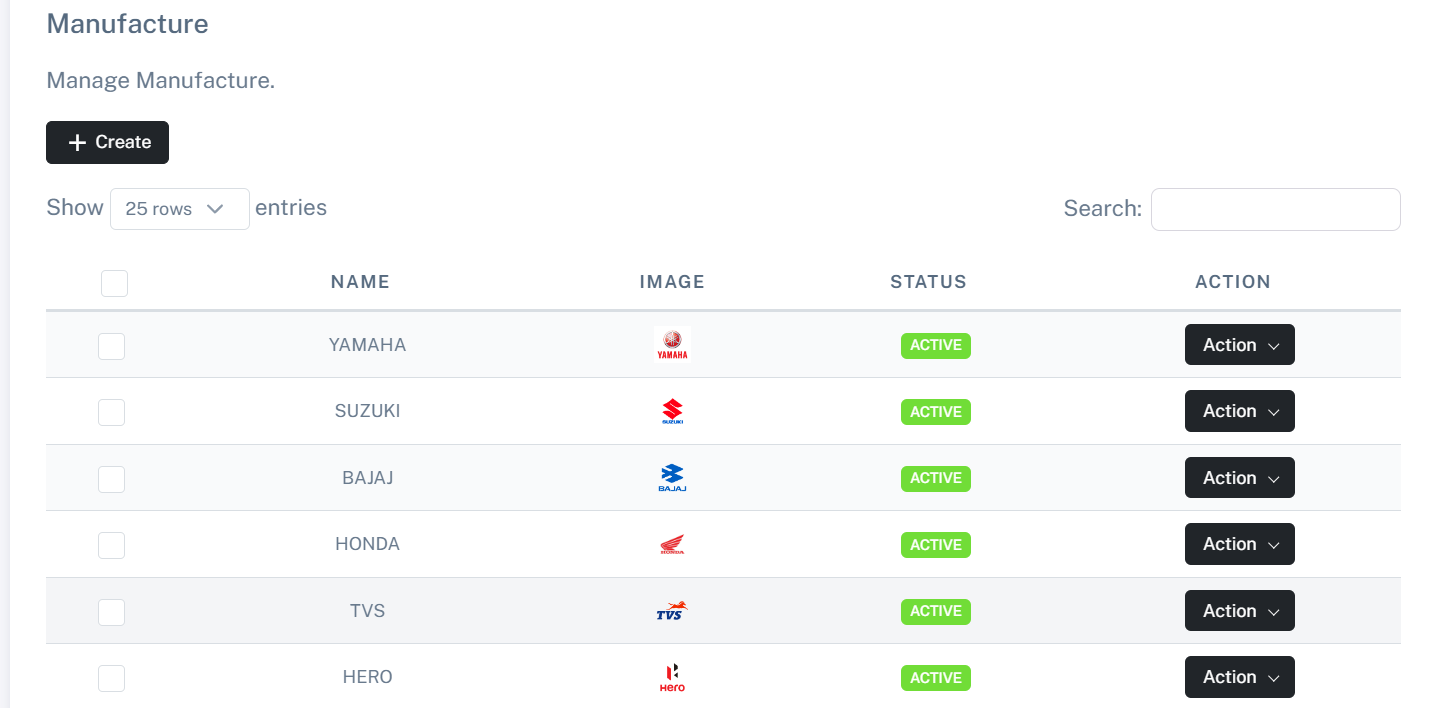 Manufacture
Manage Manufacture.
+ Create
Show 25 rows entries
Search:
NAME IMAGE STATUS ACTION
YAMAHA YAMAHA ACTIVE Action
SUZUKI SUZUKI ACTIVE Action
BAJAJ BAJAJ ACTIVE Action
HONDA HONDA ACTIVE Action
TVS TVS ACTIVE Action
HERO Hero ACTIVE Action